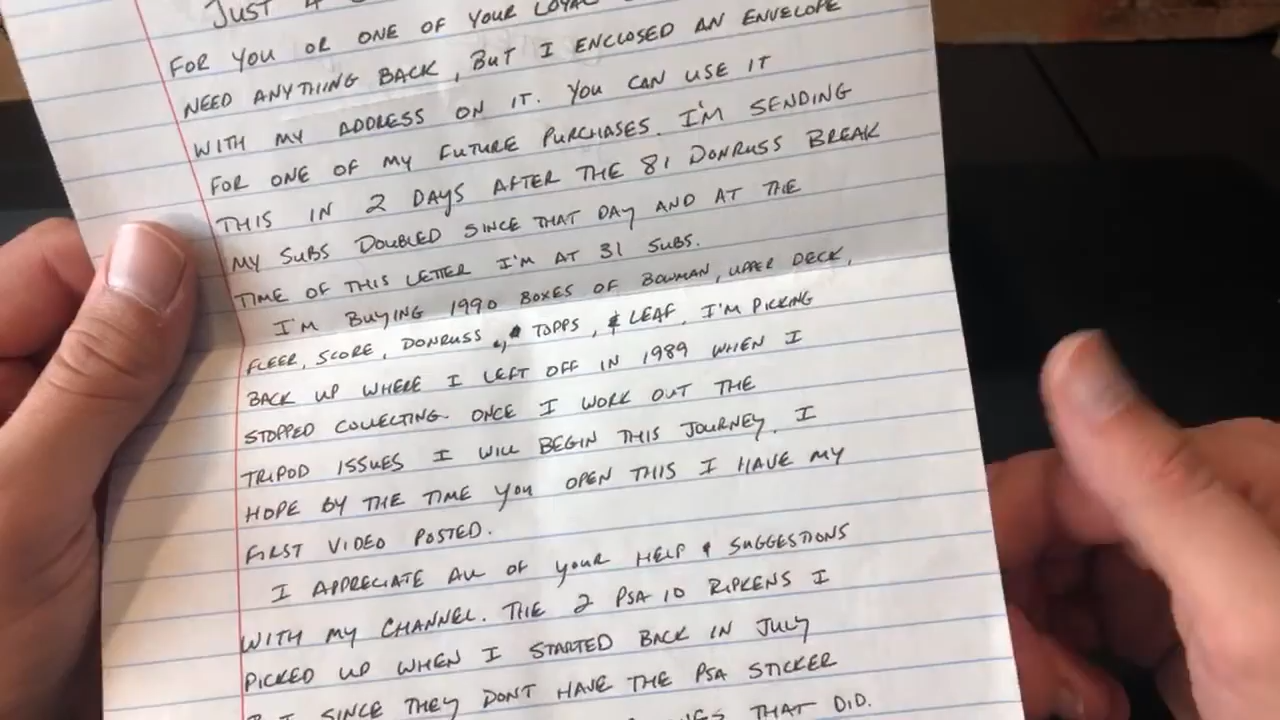 JUST 4
FOR YOU OR ONE OF YOUR LOYAL
NEED ANYTHING BACK, BUT I ENCLOSED AN ENVELOPE
WITH MY ADDRESS ON IT. YOU CAN USE IT
FOR ONE OF MY FUTURE PURCHASES. I'M SENDING
THIS IN 2 DAYS AFTER THE 81 DONRUSS BREAK
MY SUBS DOUBLED SINCE THAT DAY AND AT THE
TIME OF THIS LETTER I'M AT 31 SUBS.
I'M BUYING 1990 BOXES OF BOWMAN, UPPER DECK,
FLEER, SCORE, DONRUSS, TOPPS, & LEAF. I'M PICKING
BACK UP WHERE I LEFT OFF IN 1989 WHEN I
STOPPED COLLECTING. ONCE I WORK OUT THE
TRIPOD ISSUES I WILL BEGIN THIS JOURNEY. I
HOPE BY THE TIME YOU OPEN THIS I HAVE MY
FIRST VIDEO POSTED.
I APPRECIATE ALL OF YOUR HELP & SUGGESTIONS
WITH MY CHANNEL. THE 2 PSA 10 RIPKENS I
PICKED UP WHEN I STARTED BACK IN JULY
SINCE THEY DON'T HAVE THE PSA STICKER
THAT DID.